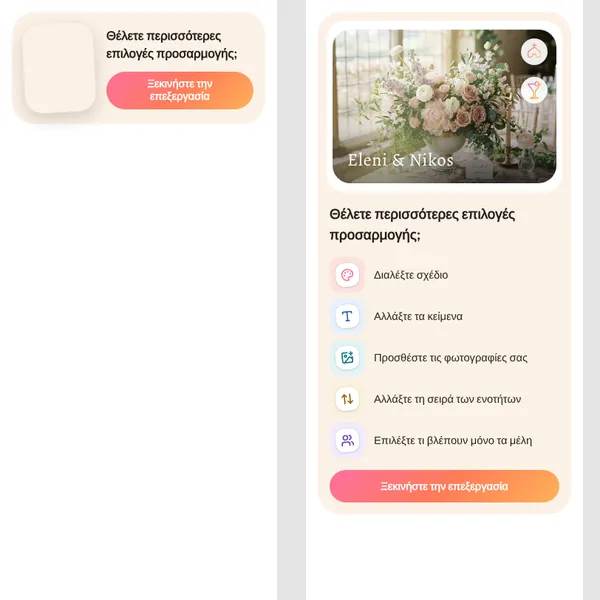 Θέλετε περισσότερες
επιλογές προσαρμογής;
Ξεκινήστε την
επεξεργασία
Eleni & Nikos
Θέλετε περισσότερες επιλογές
προσαρμογής;
Διαλέξτε σχέδιο
Αλλάξτε τα κείμενα
Προσθέστε τις φωτογραφίες σας
Αλλάξτε τη σειρά των ενοτήτων
Επιλέξτε τι βλέπουν μόνο τα μέλη
Ξεκινήστε την επεξεργασία